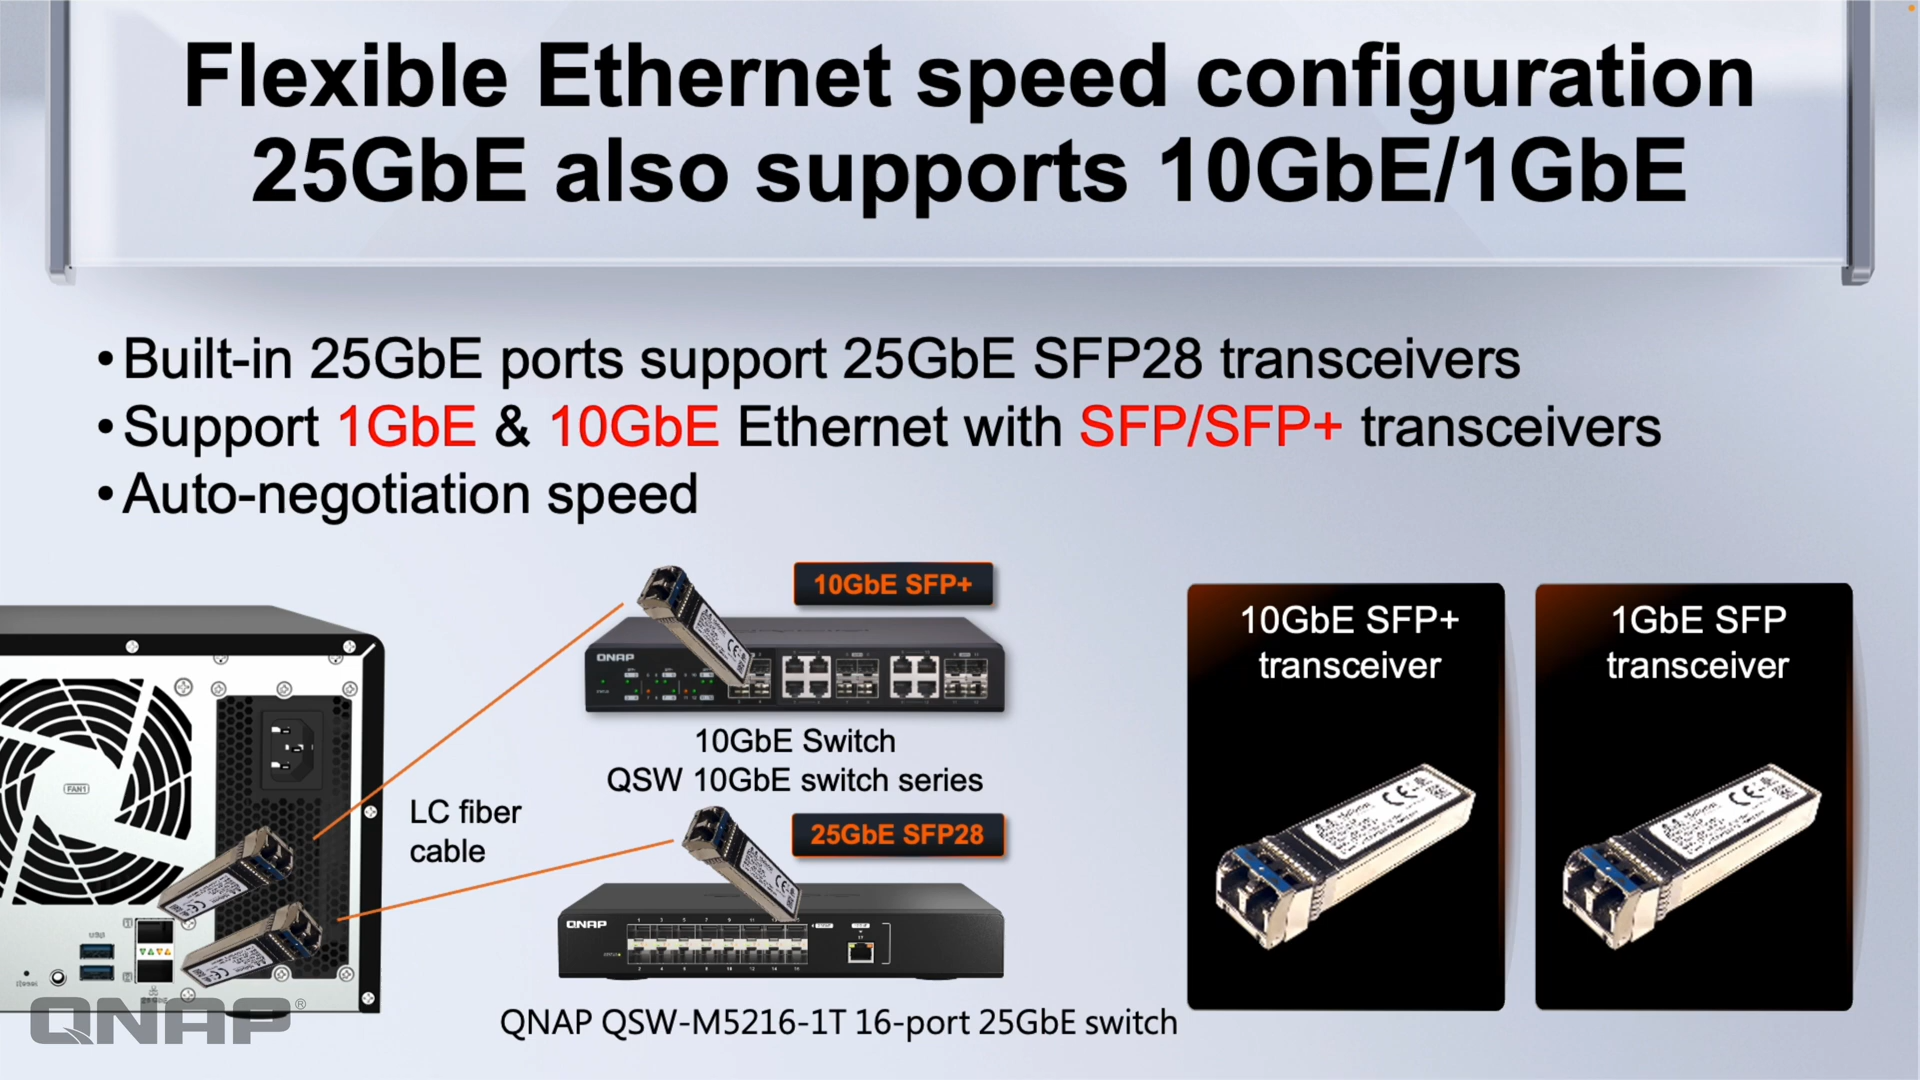 Flexible Ethernet speed configuration
25GbE also supports 10GbE/1GbE
•Built-in 25GbE ports support 25GbE SFP28 transceivers
•Support 1GbE & 10GbE Ethernet with SFP/SFP+ transceivers
•Auto-negotiation speed
10GbE SFP+
QNAP
10GbE Switch
QSW 10GbE switch series
LC fiber
cable
25GbE SFP28
QNAP
QNAP QSW-M5216-1T 16-port 25GbE switch
10GbE SFP+
transceiver
1GbE SFP
transceiver
FAN1
QNAP®